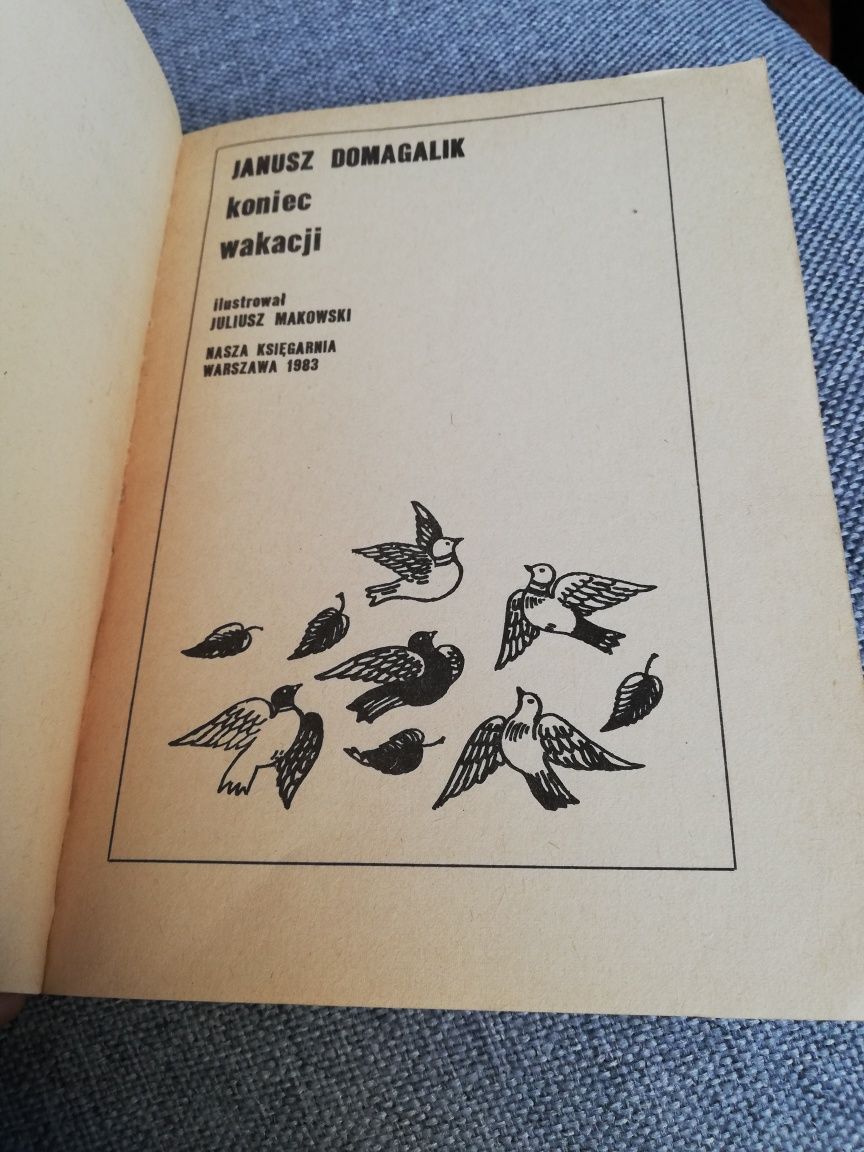 JANUSZ DOMAGALIK
koniec
wakacji
ilustrował
JULIUSZ MAKOWSKI
NASZA KSIĘGARNIA
WARSZAWA 1983